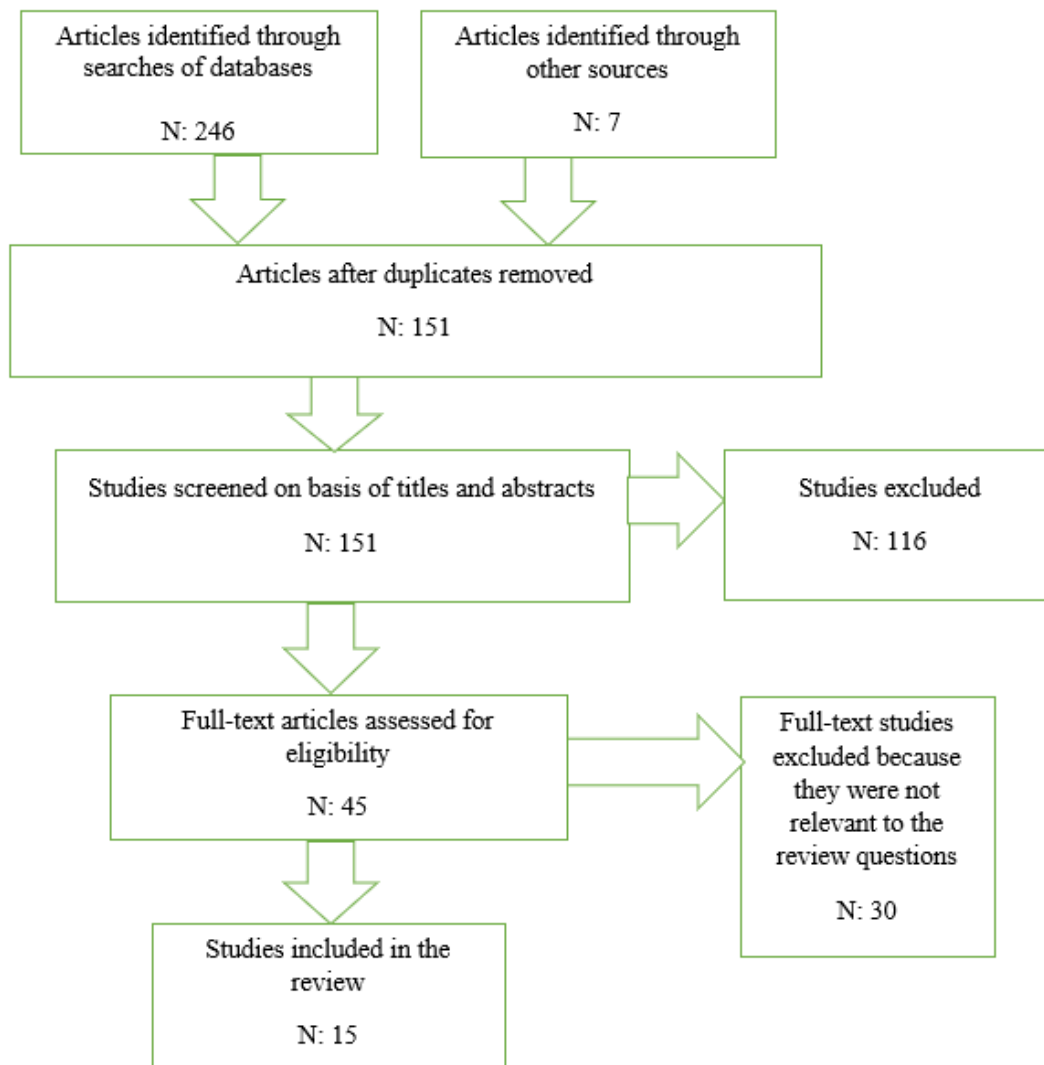 Articles identified through
searches of databases
N: 246
Articles identified through
other sources
N: 7
Articles after duplicates removed
N: 151
Studies screened on basis of titles and abstracts
N: 151
Studies excluded
N: 116
Full-text articles assessed for
eligibility
N: 45
Full-text studies
excluded because
they were not
relevant to the
review questions
N: 30
Studies included in the
review
N: 15